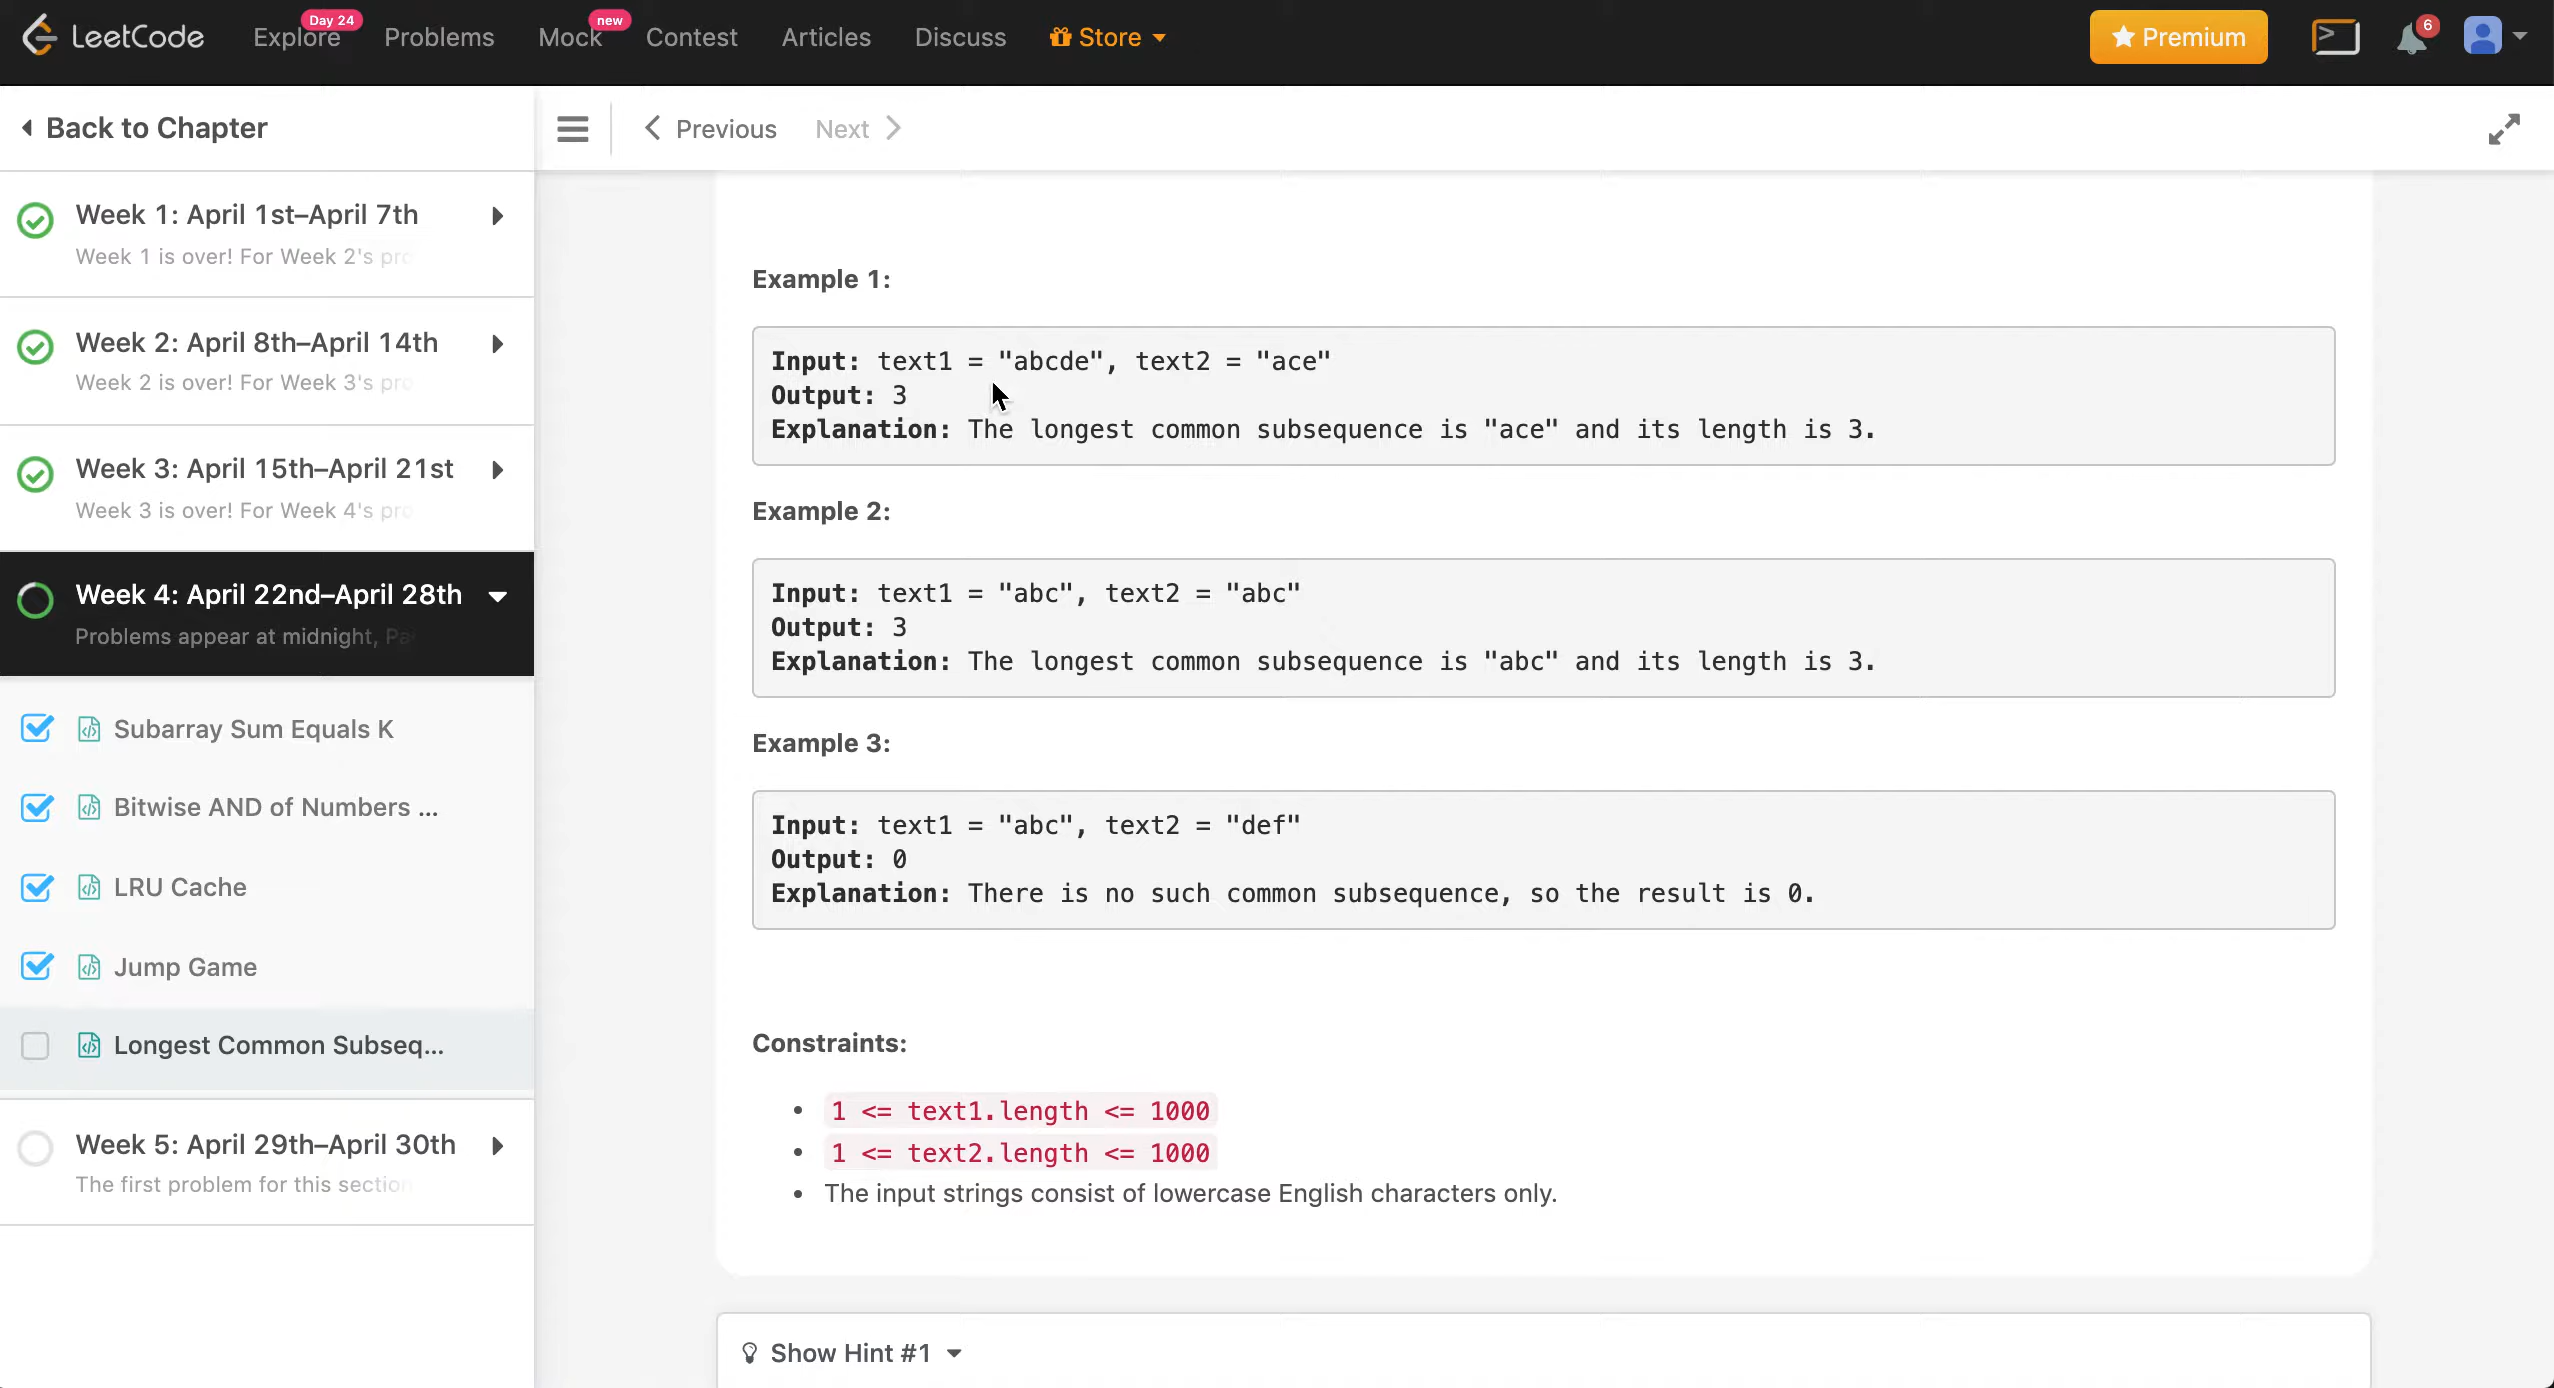 LeetCode
Explore
Day 24
Problems
Mock
new
Contest
Articles
Discuss
Store
Premium
6
Back to Chapter
Previous
Next
Week 1: April 1st–April 7th
Week 1 is over! For Week 2's pro
Week 2: April 8th–April 14th
Week 2 is over! For Week 3's pro
Week 3: April 15th–April 21st
Week 3 is over! For Week 4's pro
Week 4: April 22nd–April 28th
Problems appear at midnight, Pa
Subarray Sum Equals K
Bitwise AND of Numbers ...
LRU Cache
Jump Game
Longest Common Subseq...
Week 5: April 29th–April 30th
The first problem for this section
Example 1:
Input: text1 = "abcde", text2 = "ace"
Output: 3
Explanation: The longest common subsequence is "ace" and its length is 3.
Example 2:
Input: text1 = "abc", text2 = "abc"
Output: 3
Explanation: The longest common subsequence is "abc" and its length is 3.
Example 3:
Input: text1 = "abc", text2 = "def"
Output: 0
Explanation: There is no such common subsequence, so the result is 0.
Constraints:
• 1 <= text1.length <= 1000
• 1 <= text2.length <= 1000
• The input strings consist of lowercase English characters only.
Show Hint #1